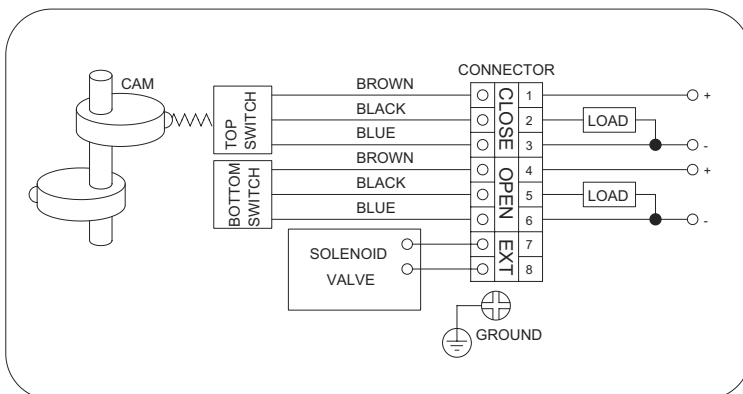 CAM
TOP
SWITCH
BROWN
BLACK
BLUE
BOTTOM
SWITCH
BROWN
BLACK
BLUE
SOLENOID
VALVE
CONNECTOR
CLOSE
1
2
3
OPEN
4
5
6
EXT
7
8
LOAD
+
-
LOAD
+
-
GROUND